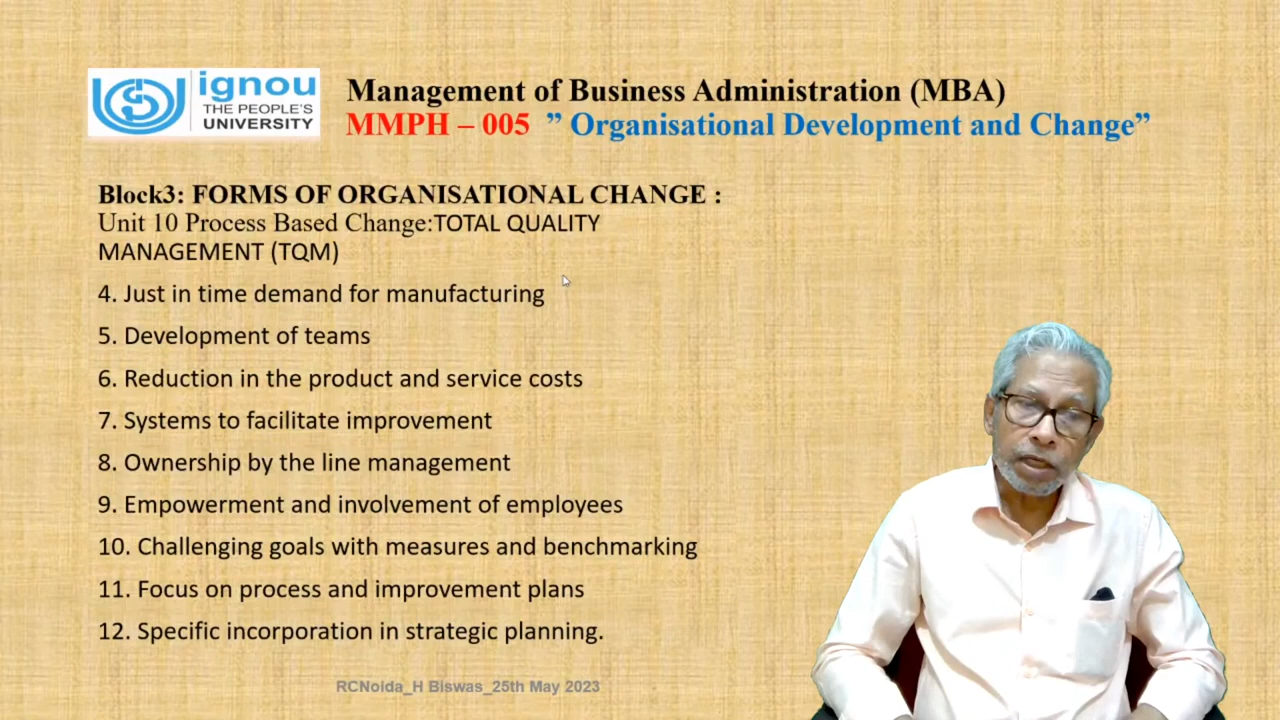 ignou
THE PEOPLE'S
UNIVERSITY
Management of Business Administration (MBA)
MMPH – 005 ” Organisational Development and Change”
Block3: FORMS OF ORGANISATIONAL CHANGE :
Unit 10 Process Based Change:TOTAL QUALITY
MANAGEMENT (TQM)
4. Just in time demand for manufacturing
5. Development of teams
6. Reduction in the product and service costs
7. Systems to facilitate improvement
8. Ownership by the line management
9. Empowerment and involvement of employees
10. Challenging goals with measures and benchmarking
11. Focus on process and improvement plans
12. Specific incorporation in strategic planning.
RCNoida_H Biswas_25th May 2023